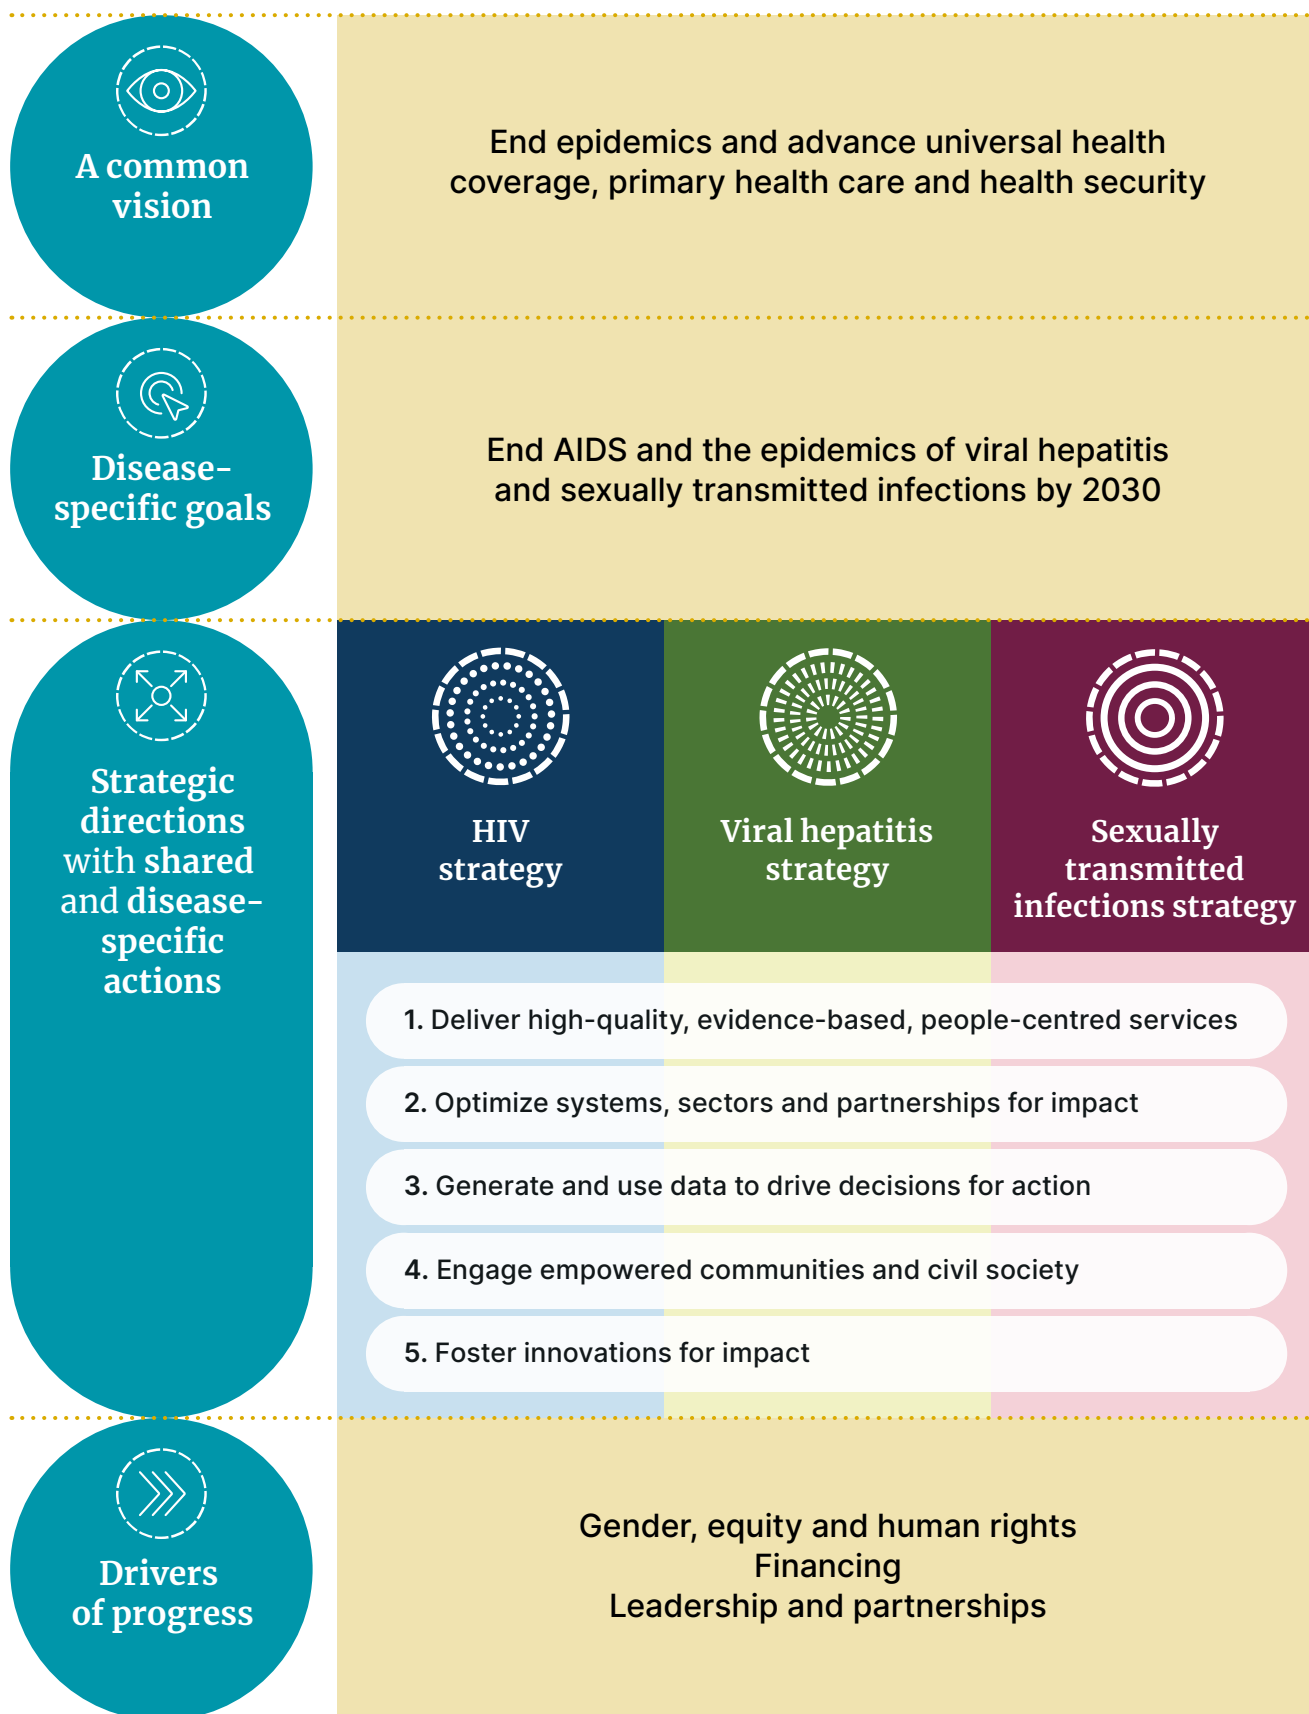 A common
vision
End epidemics and advance universal health
coverage, primary health care and health security
Disease-
specific goals
End AIDS and the epidemics of viral hepatitis
and sexually transmitted infections by 2030
Strategic
directions
with shared
and disease-
specific
actions
HIV
strategy
Viral hepatitis
strategy
Sexually
transmitted
infections strategy
1. Deliver high-quality, evidence-based, people-centred services
2. Optimize systems, sectors and partnerships for impact
3. Generate and use data to drive decisions for action
4. Engage empowered communities and civil society
5. Foster innovations for impact
Drivers
of progress
Gender, equity and human rights
Financing
Leadership and partnerships